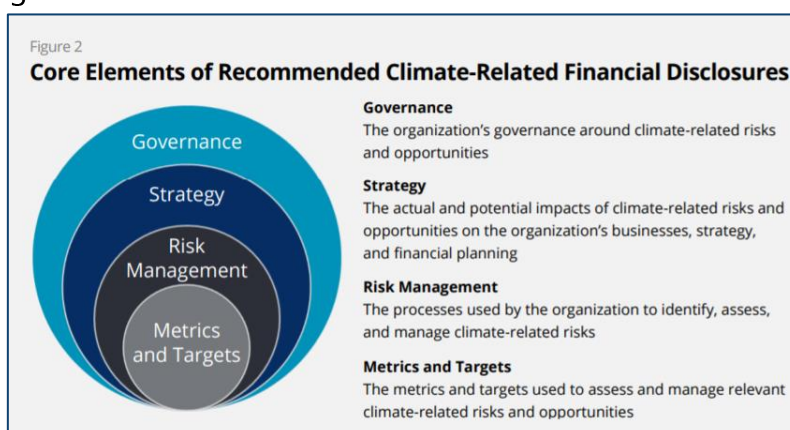 Figure 2
Core Elements of Recommended Climate-Related Financial Disclosures
Governance
Strategy
Risk
Management
Metrics
and Targets
Governance
The organization's governance around climate-related risks
and opportunities
Strategy
The actual and potential impacts of climate-related risks and
opportunities on the organization's businesses, strategy,
and financial planning
Risk Management
The processes used by the organization to identify, assess,
and manage climate-related risks
Metrics and Targets
The metrics and targets used to assess and manage relevant
climate-related risks and opportunities